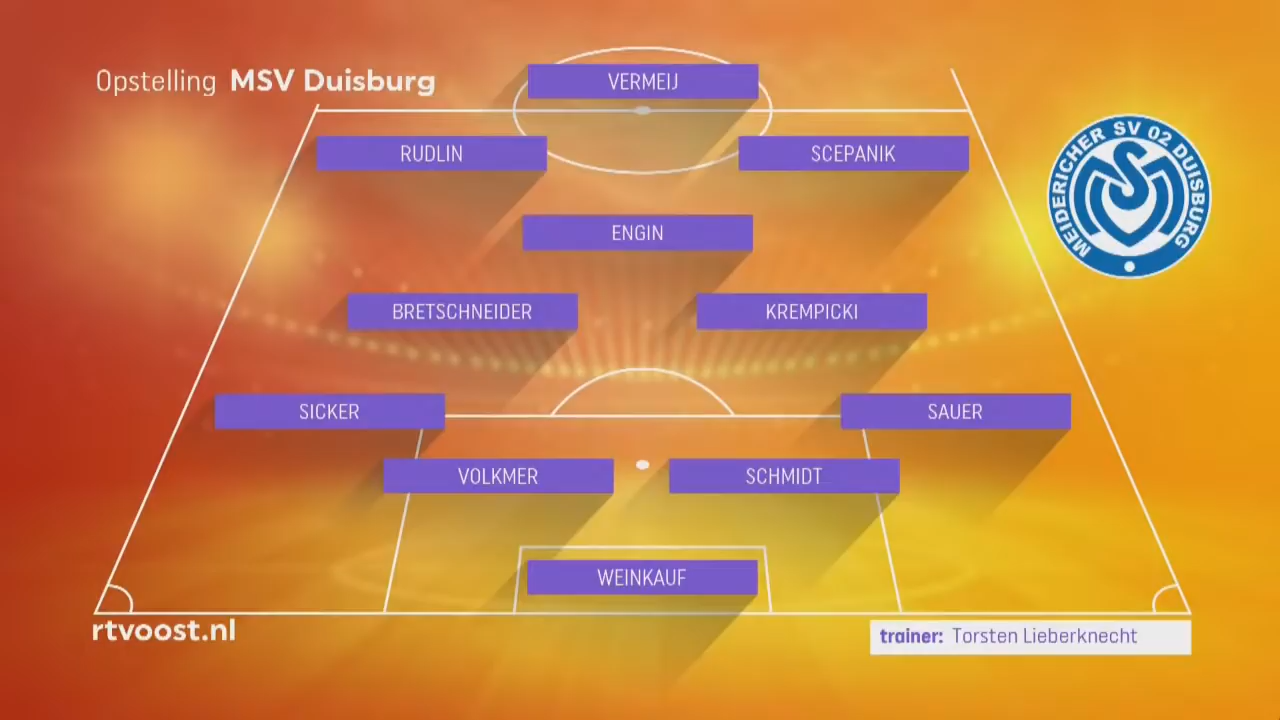 Opstelling MSV Duisburg
VERMEIJ
RUDLIN
SCEPANIK
MEIDERICHER SV 02 DUISBURG
MSV
ENGIN
BRETSCHNEIDER
KREMPICKI
SICKER
SAUER
VOLKMER
SCHMIDT
WEINKAUF
rtvoost.nl
trainer: Torsten Lieberknecht